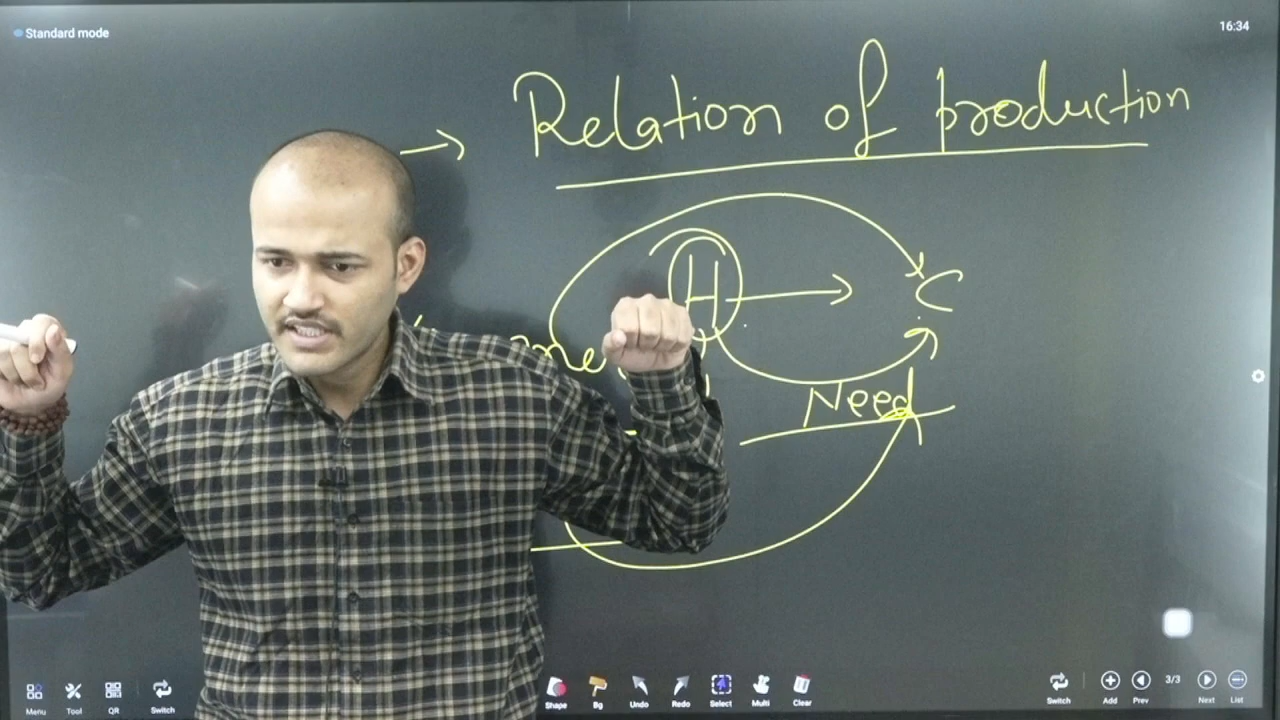 Standard mode
16:34
→ Relation of production
H → C
Need
Menu Tool QR Switch Shape Bg Undo Redo Select Multi Clear Switch Add Prev 3/3 Next List